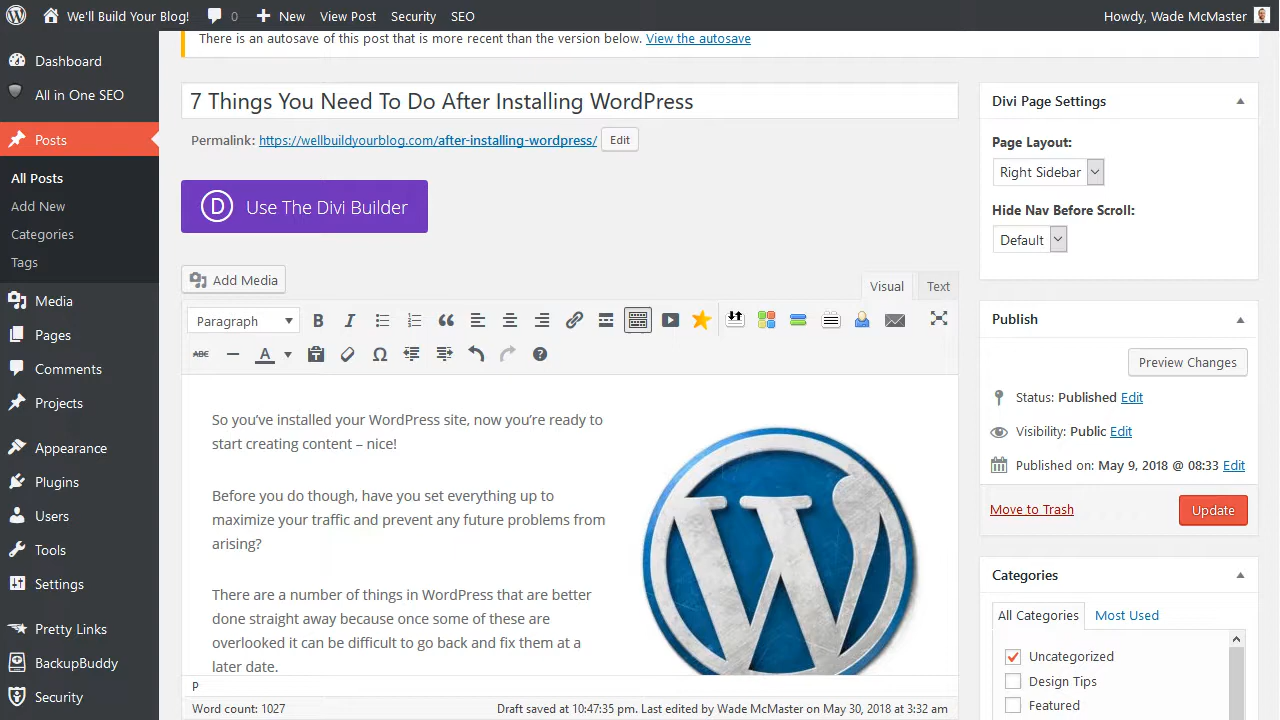 We'll Build Your Blog! 0 New View Post Security SEO Howdy, Wade McMaster
There is an autosave of this post that is more recent than the version below. View the autosave
Dashboard
All in One SEO
Posts
All Posts
Add New
Categories
Tags
Media
Pages
Comments
Projects
Appearance
Plugins
Users
Tools
Settings
Pretty Links
BackupBuddy
Security
7 Things You Need To Do After Installing WordPress
Permalink: https://wellbuildyourblog.com/after-installing-wordpress/ Edit
D Use The Divi Builder
Add Media
Visual Text
Paragraph
ABC
So you’ve installed your WordPress site, now you’re ready to
start creating content – nice!
Before you do though, have you set everything up to
maximize your traffic and prevent any future problems from
arising?
There are a number of things in WordPress that are better
done straight away because once some of these are
overlooked it can be difficult to go back and fix them at a
later date.
P
Word count: 1027 Draft saved at 10:47:35 pm. Last edited by Wade McMaster on May 30, 2018 at 3:32 am
Divi Page Settings
Page Layout:
Right Sidebar
Hide Nav Before Scroll:
Default
Publish
Preview Changes
Status: Published Edit
Visibility: Public Edit
Published on: May 9, 2018 @ 08:33 Edit
Move to Trash Update
Categories
All Categories Most Used
Uncategorized
Design Tips
Featured